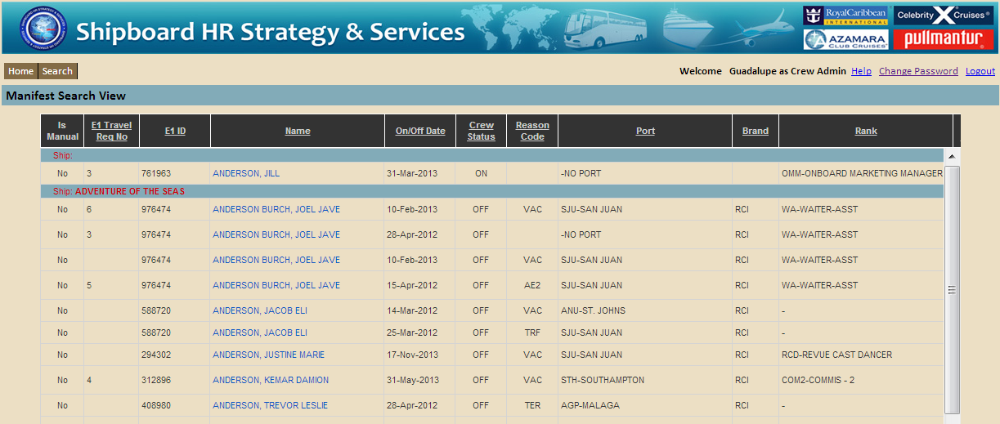 SHIPBOARD HR STRATEGY & SERVICES
Shipboard HR Strategy & Services
RoyalCaribbean
INTERNATIONAL
Celebrity X Cruises®
AZAMARA
CLUB CRUISES®
pullmantur
Home Search
Welcome Guadalupe as Crew Admin Help Change Password Logout
Manifest Search View
Is Manual E1 Travel Req No E1 ID Name On/Off Date Crew Status Reason Code Port Brand Rank
Ship:
No 3 761963 ANDERSON, JILL 31-Mar-2013 ON -NO PORT OMM-ONBOARD MARKETING MANAGER
Ship: ADVENTURE OF THE SEAS
No 6 976474 ANDERSON BURCH, JOEL JAVE 10-Feb-2013 OFF VAC SJU-SAN JUAN RCI WA-WAITER-ASST
No 3 976474 ANDERSON BURCH, JOEL JAVE 28-Apr-2012 OFF -NO PORT RCI WA-WAITER-ASST
No 976474 ANDERSON BURCH, JOEL JAVE 10-Feb-2013 OFF VAC SJU-SAN JUAN RCI WA-WAITER-ASST
No 5 976474 ANDERSON BURCH, JOEL JAVE 15-Apr-2012 OFF AE2 SJU-SAN JUAN RCI WA-WAITER-ASST
No 588720 ANDERSON, JACOB ELI 14-Mar-2012 OFF VAC ANU-ST. JOHNS RCI -
No 588720 ANDERSON, JACOB ELI 25-Mar-2012 OFF TRF SJU-SAN JUAN RCI -
No 294302 ANDERSON, JUSTINE MARIE 17-Nov-2013 OFF VAC SJU-SAN JUAN RCI RCD-REVUE CAST DANCER
No 4 312896 ANDERSON, KEMAR DAMION 31-May-2013 OFF VAC STH-SOUTHAMPTON RCI COM2-COMMIS - 2
No 408980 ANDERSON, TREVOR LESLIE 28-Apr-2012 OFF TER AGP-MALAGA RCI -